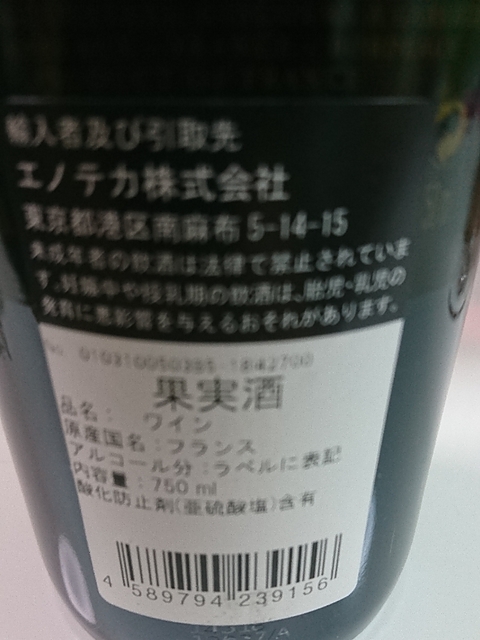 輸入者及び引取先
エノテカ株式会社
東京都港区南麻布5-14-15
未成年者の飲酒は法律で禁止されていま
す。妊娠中や授乳期の飲酒は、胎児・乳児の
発育に悪影響を与えるおそれがあります。
果実酒
品名: ワイン
原産国名:フランス
アルコール分:ラベルに表記
内容量:750 ml
酸化防止剤(亜硫酸塩)含有
4 589794 239156